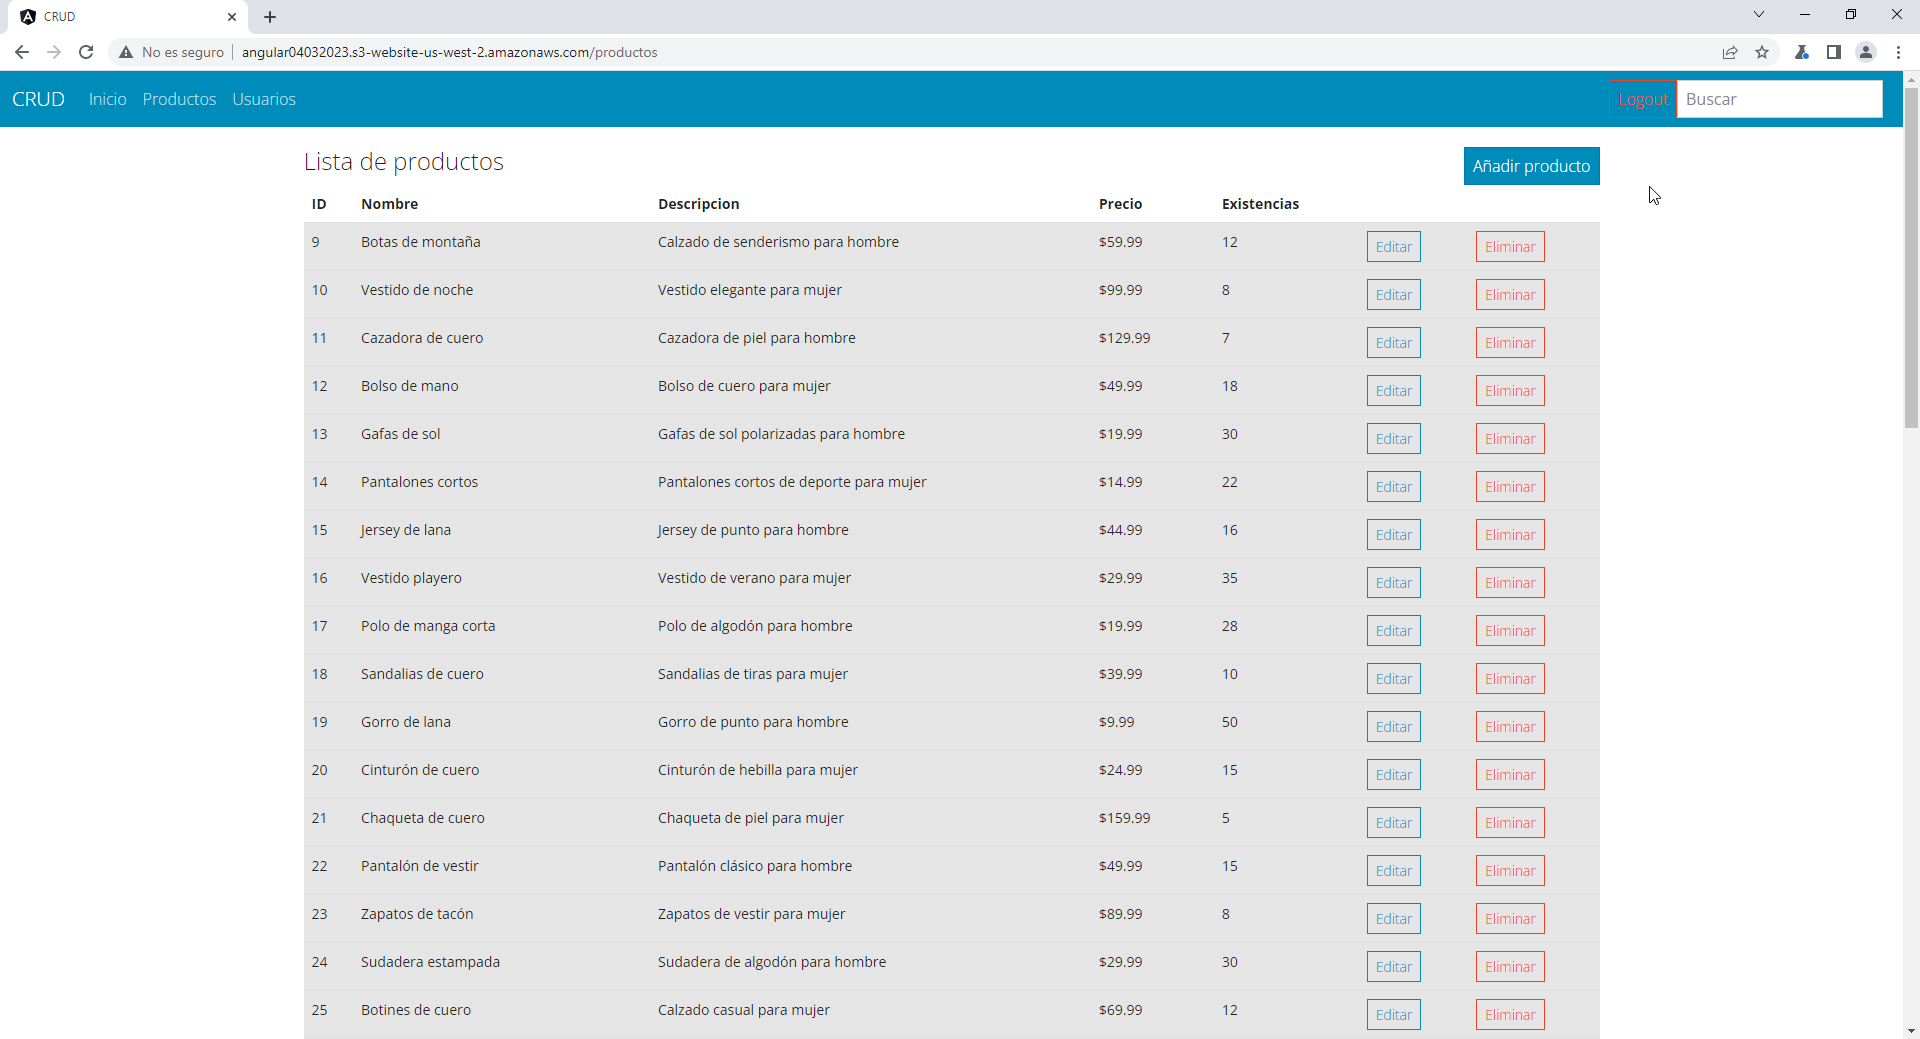 CRUD
No es seguro angular04032023.s3-website-us-west-2.amazonaws.com/productos
CRUD Inicio Productos Usuarios Logout Buscar
Lista de productos Añadir producto
ID Nombre Descripcion Precio Existencias
9 Botas de montaña Calzado de senderismo para hombre $59.99 12 Editar Eliminar
10 Vestido de noche Vestido elegante para mujer $99.99 8 Editar Eliminar
11 Cazadora de cuero Cazadora de piel para hombre $129.99 7 Editar Eliminar
12 Bolso de mano Bolso de cuero para mujer $49.99 18 Editar Eliminar
13 Gafas de sol Gafas de sol polarizadas para hombre $19.99 30 Editar Eliminar
14 Pantalones cortos Pantalones cortos de deporte para mujer $14.99 22 Editar Eliminar
15 Jersey de lana Jersey de punto para hombre $44.99 16 Editar Eliminar
16 Vestido playero Vestido de verano para mujer $29.99 35 Editar Eliminar
17 Polo de manga corta Polo de algodón para hombre $19.99 28 Editar Eliminar
18 Sandalias de cuero Sandalias de tiras para mujer $39.99 10 Editar Eliminar
19 Gorro de lana Gorro de punto para hombre $9.99 50 Editar Eliminar
20 Cinturón de cuero Cinturón de hebilla para mujer $24.99 15 Editar Eliminar
21 Chaqueta de cuero Chaqueta de piel para mujer $159.99 5 Editar Eliminar
22 Pantalón de vestir Pantalón clásico para hombre $49.99 15 Editar Eliminar
23 Zapatos de tacón Zapatos de vestir para mujer $89.99 8 Editar Eliminar
24 Sudadera estampada Sudadera de algodón para hombre $29.99 30 Editar Eliminar
25 Botines de cuero Calzado casual para mujer $69.99 12 Editar Eliminar